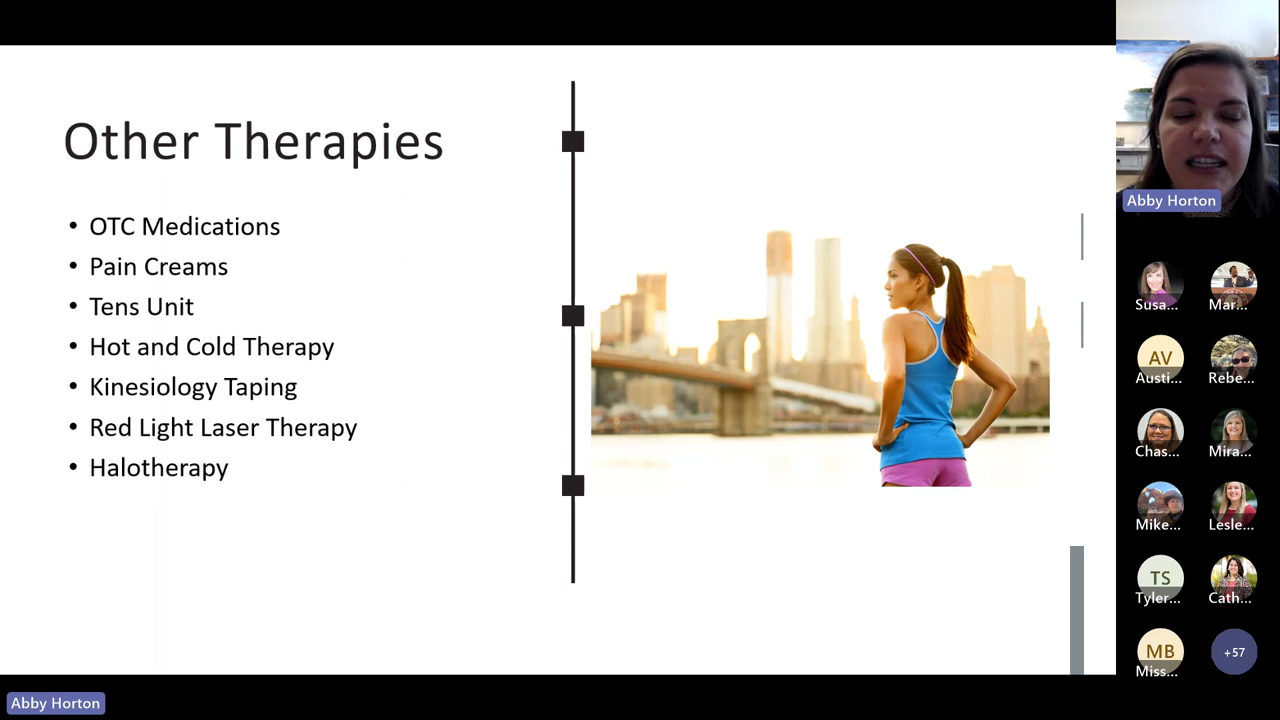 Other Therapies
• OTC Medications
• Pain Creams
• Tens Unit
• Hot and Cold Therapy
• Kinesiology Taping
• Red Light Laser Therapy
• Halotherapy
Abby Horton
Susa...
Mar...
AV
Austi...
Rebe...
Chas...
Mira...
Mike...
Lesle...
TS
Tyler...
Cath...
MB
Miss...
+57
Abby Horton